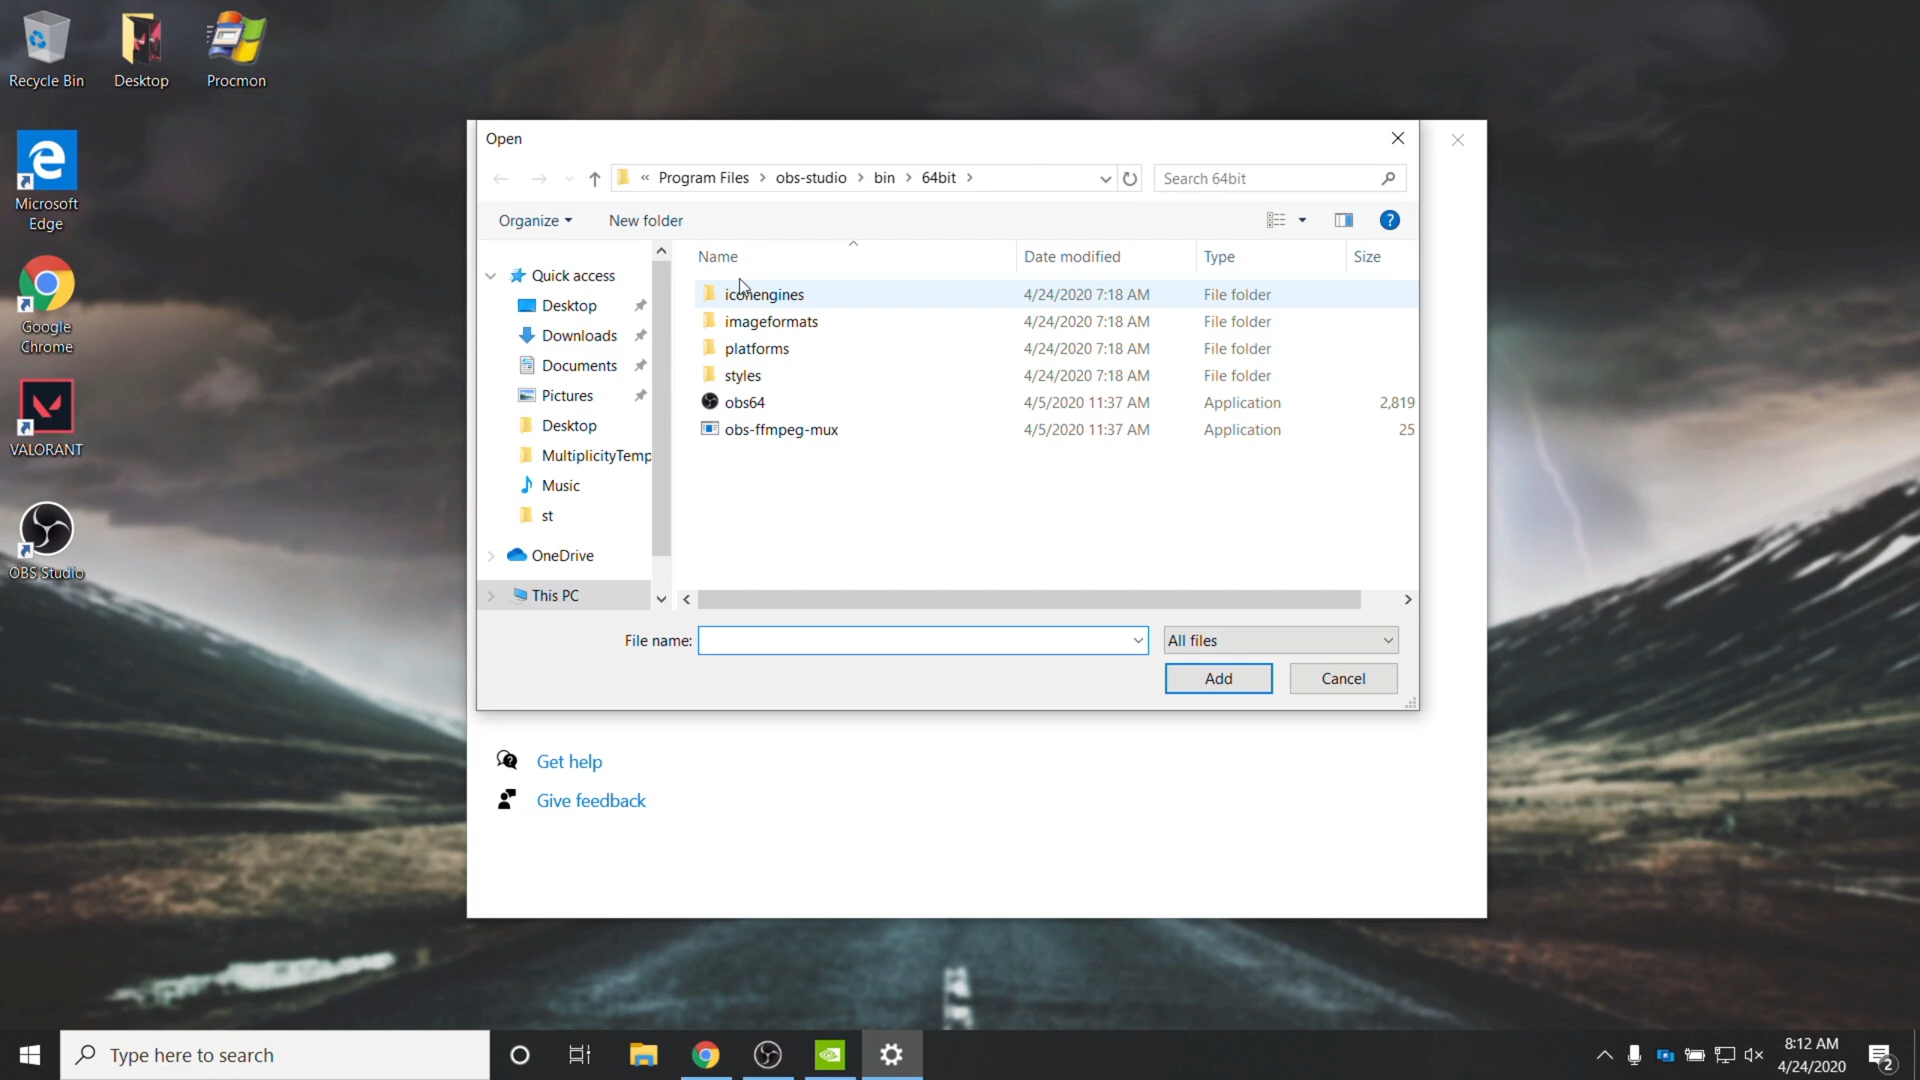 Recycle Bin
Desktop
Procmon
Microsoft
Edge
Google
Chrome
VALORANT
OBS Studio
Open
« Program Files > obs-studio > bin > 64bit >
Search 64bit
Organize
New folder
Name
Date modified
Type
Size
Quick access
Desktop
Downloads
Documents
Pictures
Desktop
MultiplicityTemp
Music
st
OneDrive
This PC
iconengines 4/24/2020 7:18 AM File folder
imageformats 4/24/2020 7:18 AM File folder
platforms 4/24/2020 7:18 AM File folder
styles 4/24/2020 7:18 AM File folder
obs64 4/5/2020 11:37 AM Application 2,819
obs-ffmpeg-mux 4/5/2020 11:37 AM Application 25
File name:
All files
Add
Cancel
Get help
Give feedback
Type here to search
8:12 AM
4/24/2020
2